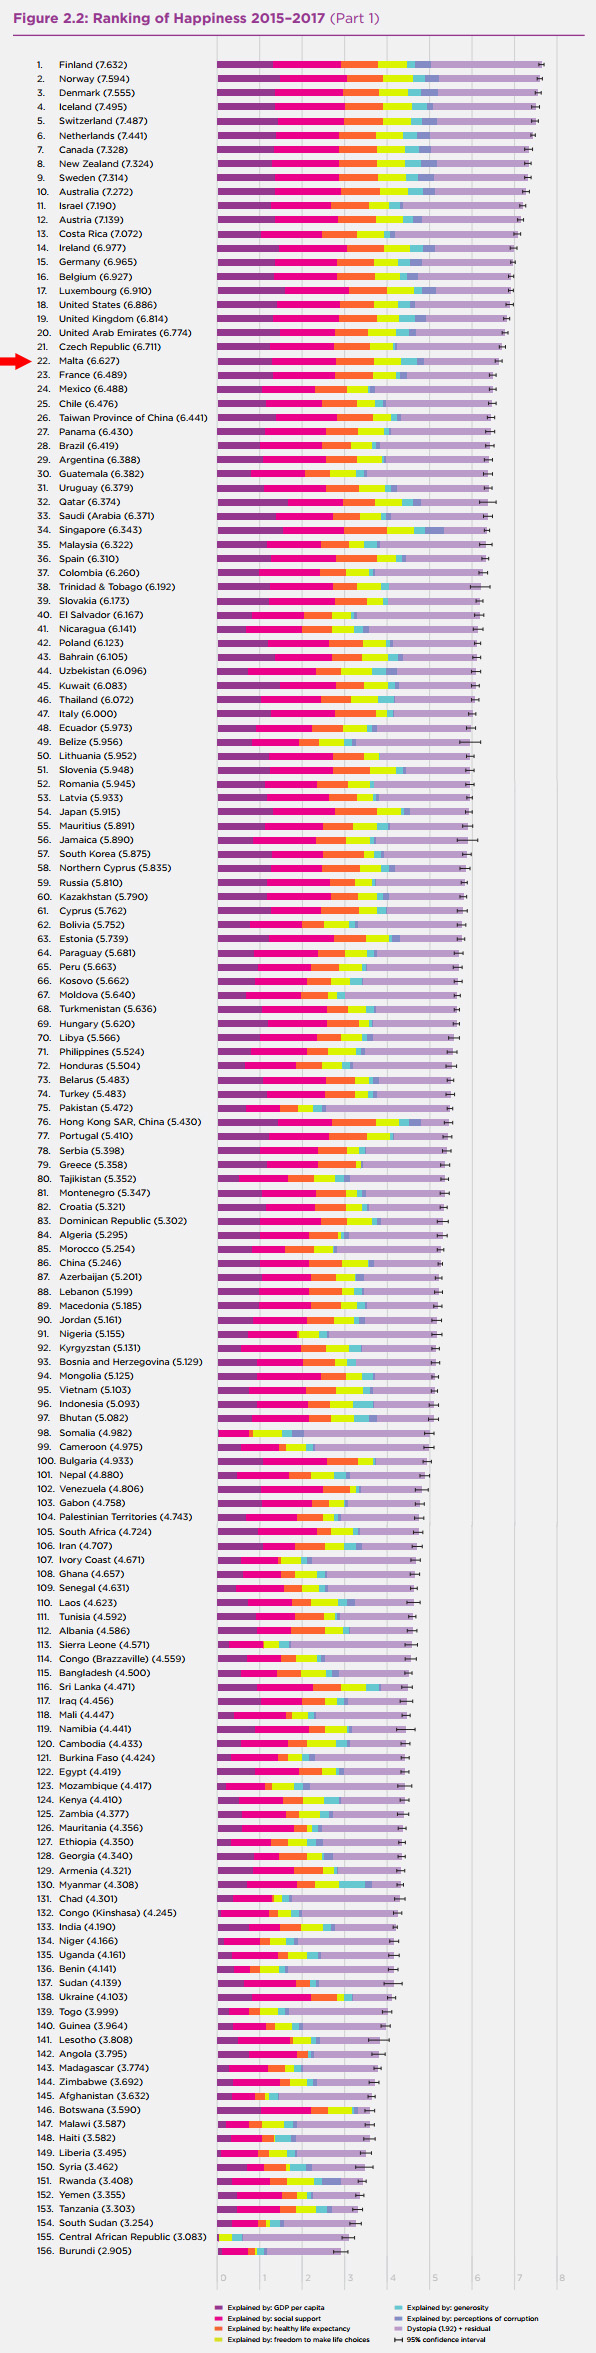 Figure 2.2: Ranking of Happiness 2015–2017 (Part 1)
1. Finland (7.632)
2. Norway (7.594)
3. Denmark (7.555)
4. Iceland (7.495)
5. Switzerland (7.487)
6. Netherlands (7.441)
7. Canada (7.328)
8. New Zealand (7.324)
9. Sweden (7.314)
10. Australia (7.272)
11. Israel (7.190)
12. Austria (7.139)
13. Costa Rica (7.072)
14. Ireland (6.977)
15. Germany (6.965)
16. Belgium (6.927)
17. Luxembourg (6.910)
18. United States (6.886)
19. United Kingdom (6.814)
20. United Arab Emirates (6.774)
21. Czech Republic (6.711)
22. Malta (6.627)
23. France (6.489)
24. Mexico (6.488)
25. Chile (6.476)
26. Taiwan Province of China (6.441)
27. Panama (6.430)
28. Brazil (6.419)
29. Argentina (6.388)
30. Guatemala (6.382)
31. Uruguay (6.379)
32. Qatar (6.374)
33. Saudi (Arabia (6.371)
34. Singapore (6.343)
35. Malaysia (6.322)
36. Spain (6.310)
37. Colombia (6.260)
38. Trinidad & Tobago (6.192)
39. Slovakia (6.173)
40. El Salvador (6.167)
41. Nicaragua (6.141)
42. Poland (6.123)
43. Bahrain (6.105)
44. Uzbekistan (6.096)
45. Kuwait (6.083)
46. Thailand (6.072)
47. Italy (6.000)
48. Ecuador (5.973)
49. Belize (5.956)
50. Lithuania (5.952)
51. Slovenia (5.948)
52. Romania (5.945)
53. Latvia (5.933)
54. Japan (5.915)
55. Mauritius (5.891)
56. Jamaica (5.890)
57. South Korea (5.875)
58. Northern Cyprus (5.835)
59. Russia (5.810)
60. Kazakhstan (5.790)
61. Cyprus (5.762)
62. Bolivia (5.752)
63. Estonia (5.739)
64. Paraguay (5.681)
65. Peru (5.663)
66. Kosovo (5.662)
67. Moldova (5.640)
68. Turkmenistan (5.636)
69. Hungary (5.620)
70. Libya (5.566)
71. Philippines (5.524)
72. Honduras (5.504)
73. Belarus (5.483)
74. Turkey (5.483)
75. Pakistan (5.472)
76. Hong Kong SAR, China (5.430)
77. Portugal (5.410)
78. Serbia (5.398)
79. Greece (5.358)
80. Tajikistan (5.352)
81. Montenegro (5.347)
82. Croatia (5.321)
83. Dominican Republic (5.302)
84. Algeria (5.295)
85. Morocco (5.254)
86. China (5.246)
87. Azerbaijan (5.201)
88. Lebanon (5.199)
89. Macedonia (5.185)
90. Jordan (5.161)
91. Nigeria (5.155)
92. Kyrgyzstan (5.131)
93. Bosnia and Herzegovina (5.129)
94. Mongolia (5.125)
95. Vietnam (5.103)
96. Indonesia (5.093)
97. Bhutan (5.082)
98. Somalia (4.982)
99. Cameroon (4.975)
100. Bulgaria (4.933)
101. Nepal (4.880)
102. Venezuela (4.806)
103. Gabon (4.758)
104. Palestinian Territories (4.743)
105. South Africa (4.724)
106. Iran (4.707)
107. Ivory Coast (4.671)
108. Ghana (4.657)
109. Senegal (4.631)
110. Laos (4.623)
111. Tunisia (4.592)
112. Albania (4.586)
113. Sierra Leone (4.571)
114. Congo (Brazzaville) (4.559)
115. Bangladesh (4.500)
116. Sri Lanka (4.471)
117. Iraq (4.456)
118. Mali (4.447)
119. Namibia (4.441)
120. Cambodia (4.433)
121. Burkina Faso (4.424)
122. Egypt (4.419)
123. Mozambique (4.417)
124. Kenya (4.410)
125. Zambia (4.377)
126. Mauritania (4.356)
127. Ethiopia (4.350)
128. Georgia (4.340)
129. Armenia (4.321)
130. Myanmar (4.308)
131. Chad (4.301)
132. Congo (Kinshasa) (4.245)
133. India (4.190)
134. Niger (4.166)
135. Uganda (4.161)
136. Benin (4.141)
137. Sudan (4.139)
138. Ukraine (4.103)
139. Togo (3.999)
140. Guinea (3.964)
141. Lesotho (3.808)
142. Angola (3.795)
143. Madagascar (3.774)
144. Zimbabwe (3.692)
145. Afghanistan (3.632)
146. Botswana (3.590)
147. Malawi (3.587)
148. Haiti (3.582)
149. Liberia (3.495)
150. Syria (3.462)
151. Rwanda (3.408)
152. Yemen (3.355)
153. Tanzania (3.303)
154. South Sudan (3.254)
155. Central African Republic (3.083)
156. Burundi (2.905)
0 1 2 3 4 5 6 7 8
Explained by: GDP per capita
Explained by: social support
Explained by: healthy life expectancy
Explained by: freedom to make life choices
Explained by: generosity
Explained by: perceptions of corruption
Dystopia (1.92) + residual
95% confidence interval